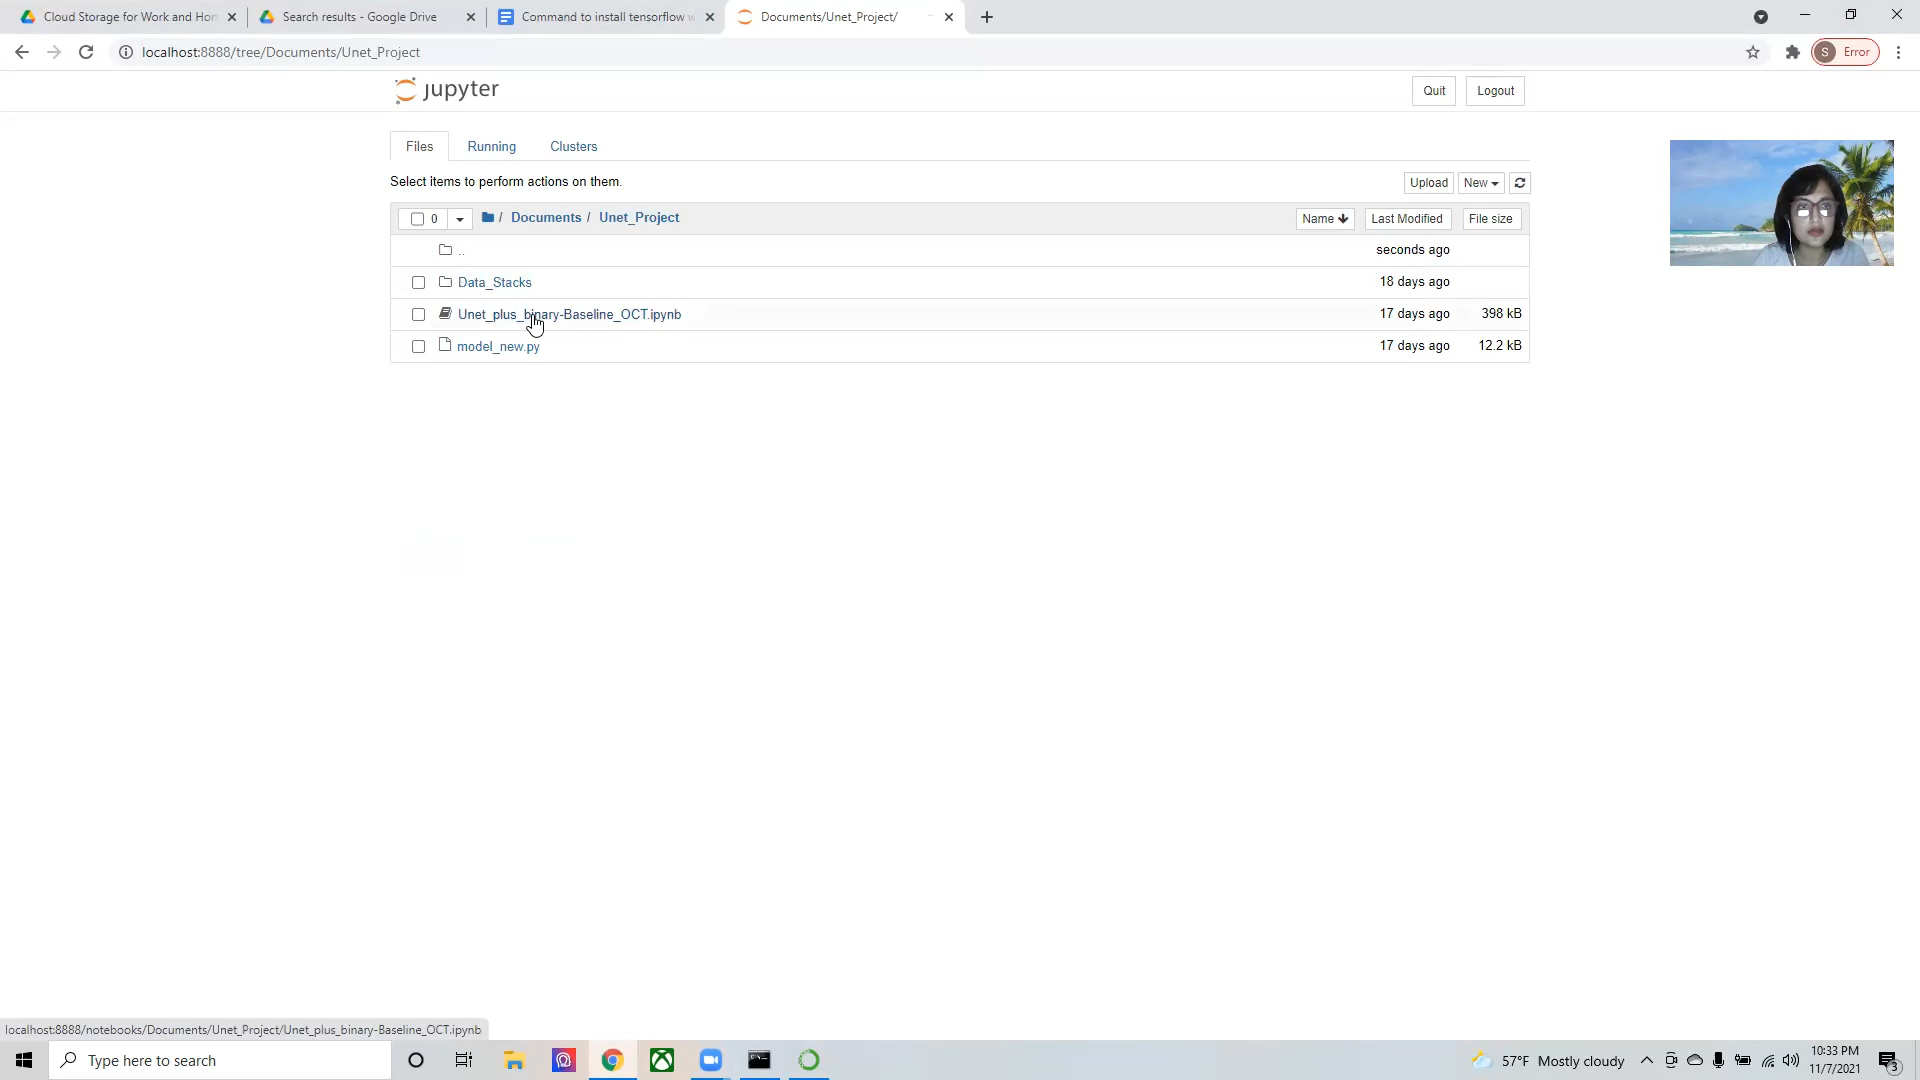 Cloud Storage for Work and Hon
Search results - Google Drive
Command to install tensorflow
Documents/Unet_Project/
localhost:8888/tree/Documents/Unet_Project
S Error
jupyter
Quit Logout
Files Running Clusters
Select items to perform actions on them.
Upload New
0 / Documents / Unet_Project Name Last Modified File size
.. seconds ago
Data_Stacks 18 days ago
Unet_plus_binary-Baseline_OCT.ipynb 17 days ago 398 kB
model_new.py 17 days ago 12.2 kB
localhost:8888/notebooks/Documents/Unet_Project/Unet_plus_binary-Baseline_OCT.ipynb
Type here to search
57°F Mostly cloudy
10:33 PM
11/7/2021
3